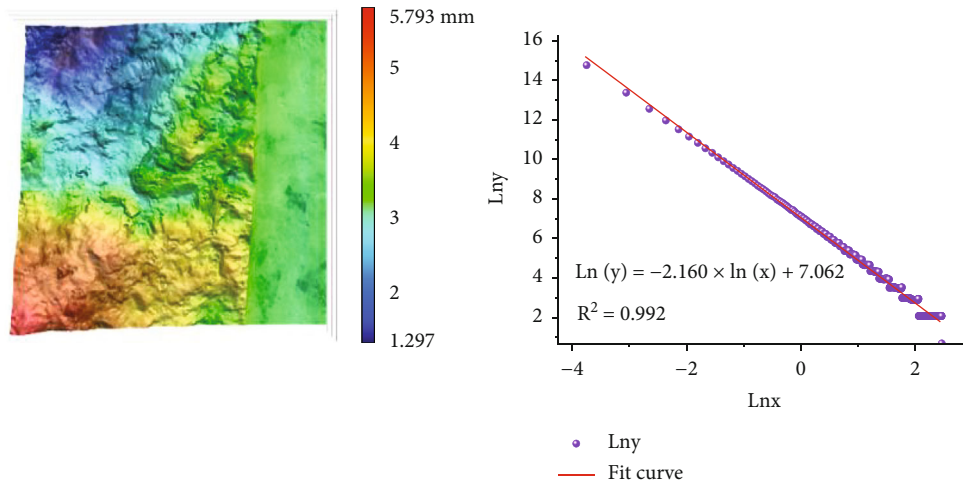 5.793 mm
5
4
3
2
1.297
16
14
12
10
8
6
4
2
Lny
Ln (y) = −2.160 × ln (x) + 7.062
R² = 0.992
−4
−2
0
2
Lnx
Lny
Fit curve